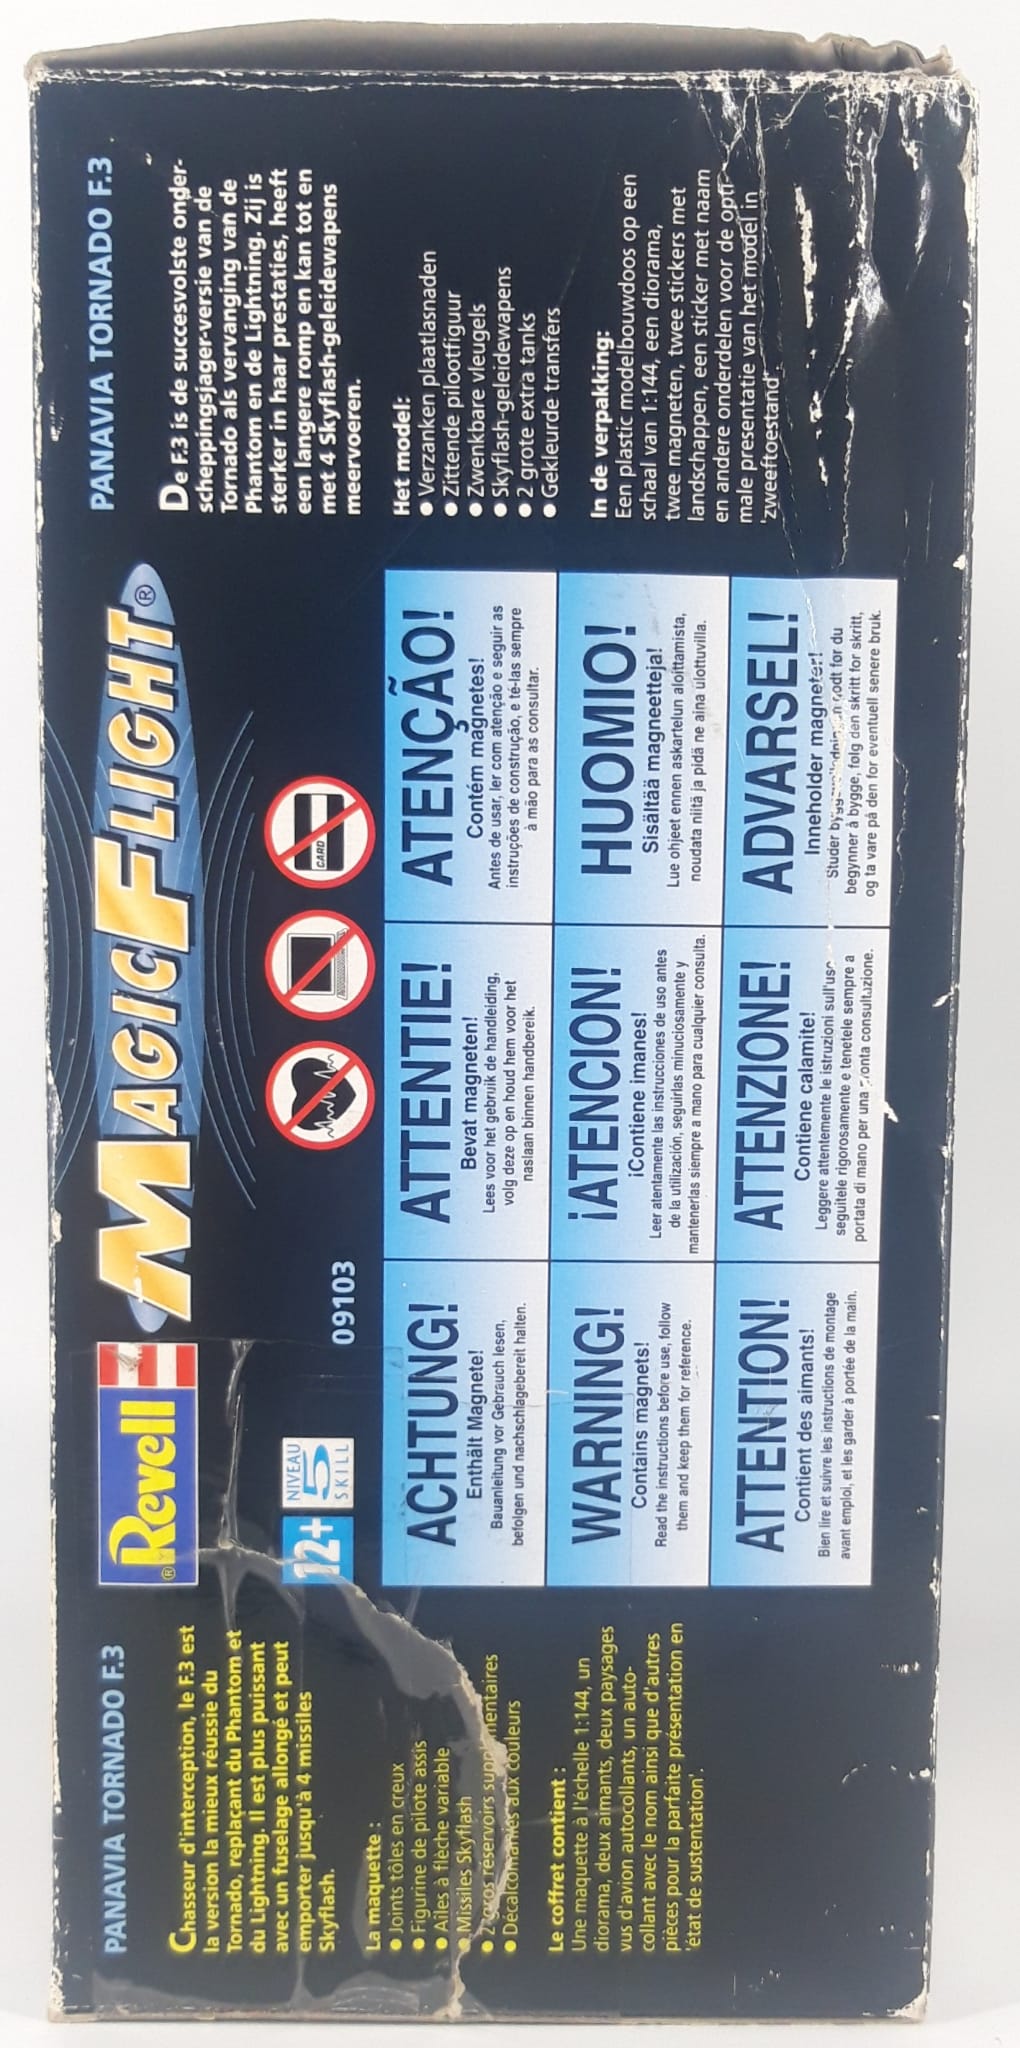 PANAVIA TORNADO F.3
Chasseur d'interception, le F.3 est
la version la mieux réussie du
Tornado, replaçant du Phantom et
du Lightning. Il est plus puissant
avec un fuselage allongé et peut
emporter jusqu'à 4 missiles
Skyflash.
La maquette :
● Joints tôles en creux
● Figurine de pilote assis
● Ailes à flèche variable
● Missiles Skyflash
● 2 gros réservoirs supplémentaires
● Décalcomanies aux couleurs
Le coffret contient :
Une maquette à l'échelle 1:144, un
diorama, deux aimants, deux paysages
vus d'avion autocollants, un auto-
collant avec le nom ainsi que d'autres
pièces pour la parfaite présentation en
'état de sustentation'.
Revell ®
MAGIC FLIGHT ®
12+
NIVEAU
5
SKILL
09103
CARD
ACHTUNG!
Enthält Magnete!
Bauanleitung vor Gebrauch lesen,
befolgen und nachschlagebereit halten.
ATTENTIE!
Bevat magneten!
Lees voor het gebruik de handleiding,
volg deze op en houd hem voor het
naslaan binnen handbereik.
ATENÇÃO!
Contém magnetes!
Antes de usar, ler com atenção e seguir as
instruções de construção, e tê-las sempre
à mão para as consultar.
WARNING!
Contains magnets!
Read the instructions before use, follow
them and keep them for reference.
¡ATENCION!
¡Contiene imanes!
Leer atentamente las instrucciones de uso antes
de la utilización, seguirlas minuciosamente y
mantenerlas siempre a mano para cualquier consulta.
HUOMIO!
Sisältää magneetteja!
Lue ohjeet ennen askartelun aloittamista,
noudata niitä ja pidä ne aina ulottuvilla.
ATTENTION!
Contient des aimants!
Bien lire et suivre les instructions de montage
avant emploi, et les garder à portée de la main.
ATTENZIONE!
Contiene calamite!
Leggere attentemente le istruzioni sull'uso
seguitele rigorosamente e tenetele sempre a
portata di mano per una pronta consultazione.
ADVARSEL!
Inneholder magneter!
Studer godt før du
begynner å bygge, følg den skritt for skritt,
og ta vare på den for eventuell senere bruk.
PANAVIA TORNADO F.3
De F.3 is de succesvolste onder-
scheppingsjager-versie van de
Tornado als vervanging van de
Phantom en de Lightning. Zij is
sterker in haar prestaties, heeft
een langere romp en kan tot en
met 4 Skyflash-geleidewapens
meervoeren.
Het model:
● Verzanken plaatlasnaden
● Zittende pilootfiguur
● Zwenkbare vleugels
● Skyflash-geleidewapens
● 2 grote extra tanks
● Gekleurde transfers
In de verpakking:
Een plastic modelbouwdoos op een
schaal van 1:144, een diorama,
twee magneten, twee stickers met
landschappen, een sticker met naam
en andere onderdelen voor de opti-
male presentatie van het model in
'zweeftoestand'.